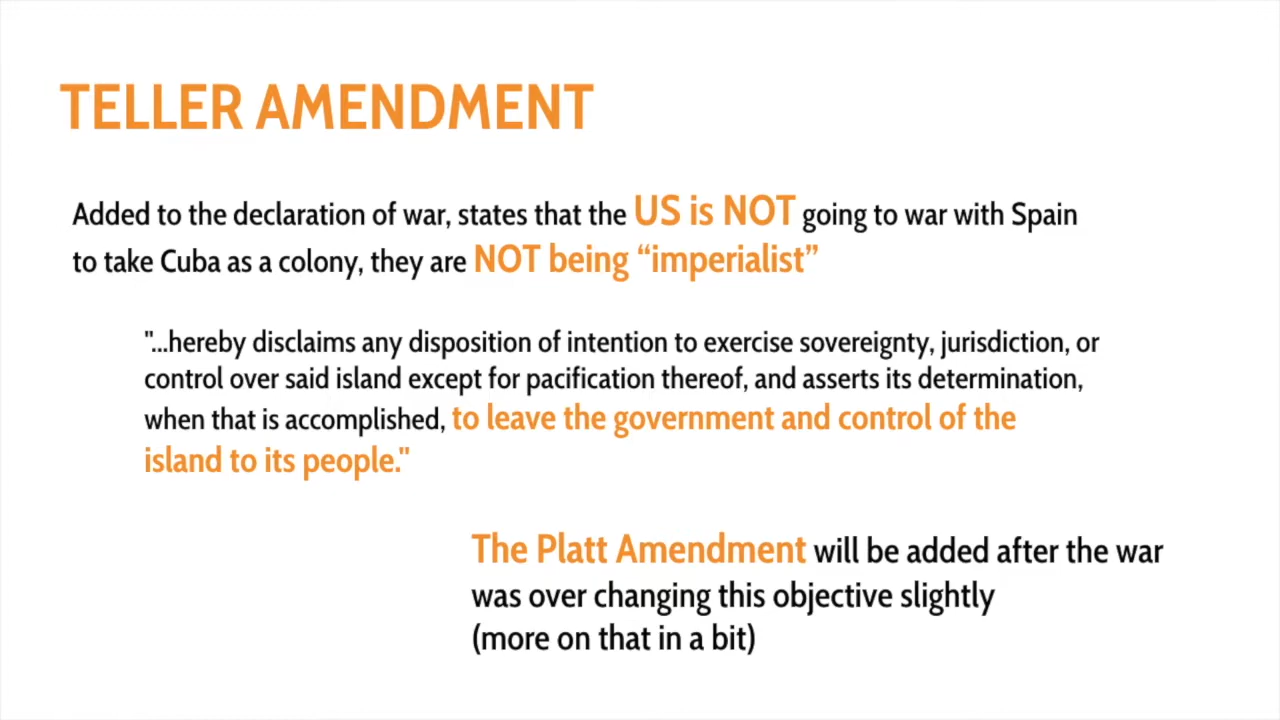 TELLER AMENDMENT
Added to the declaration of war, states that the US is NOT going to war with Spain
to take Cuba as a colony, they are NOT being “imperialist”
"...hereby disclaims any disposition of intention to exercise sovereignty, jurisdiction, or
control over said island except for pacification thereof, and asserts its determination,
when that is accomplished, to leave the government and control of the
island to its people."
The Platt Amendment will be added after the war
was over changing this objective slightly
(more on that in a bit)